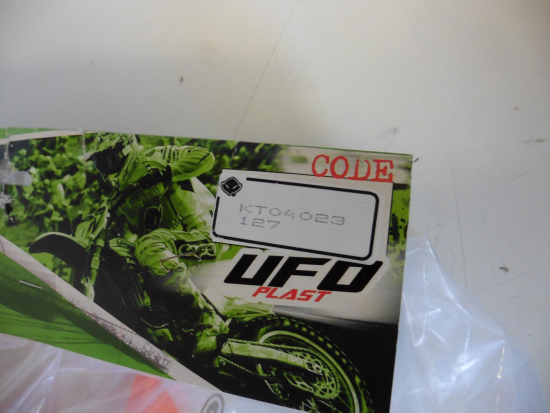 CODE
KT04023
127
UFO
PLAST